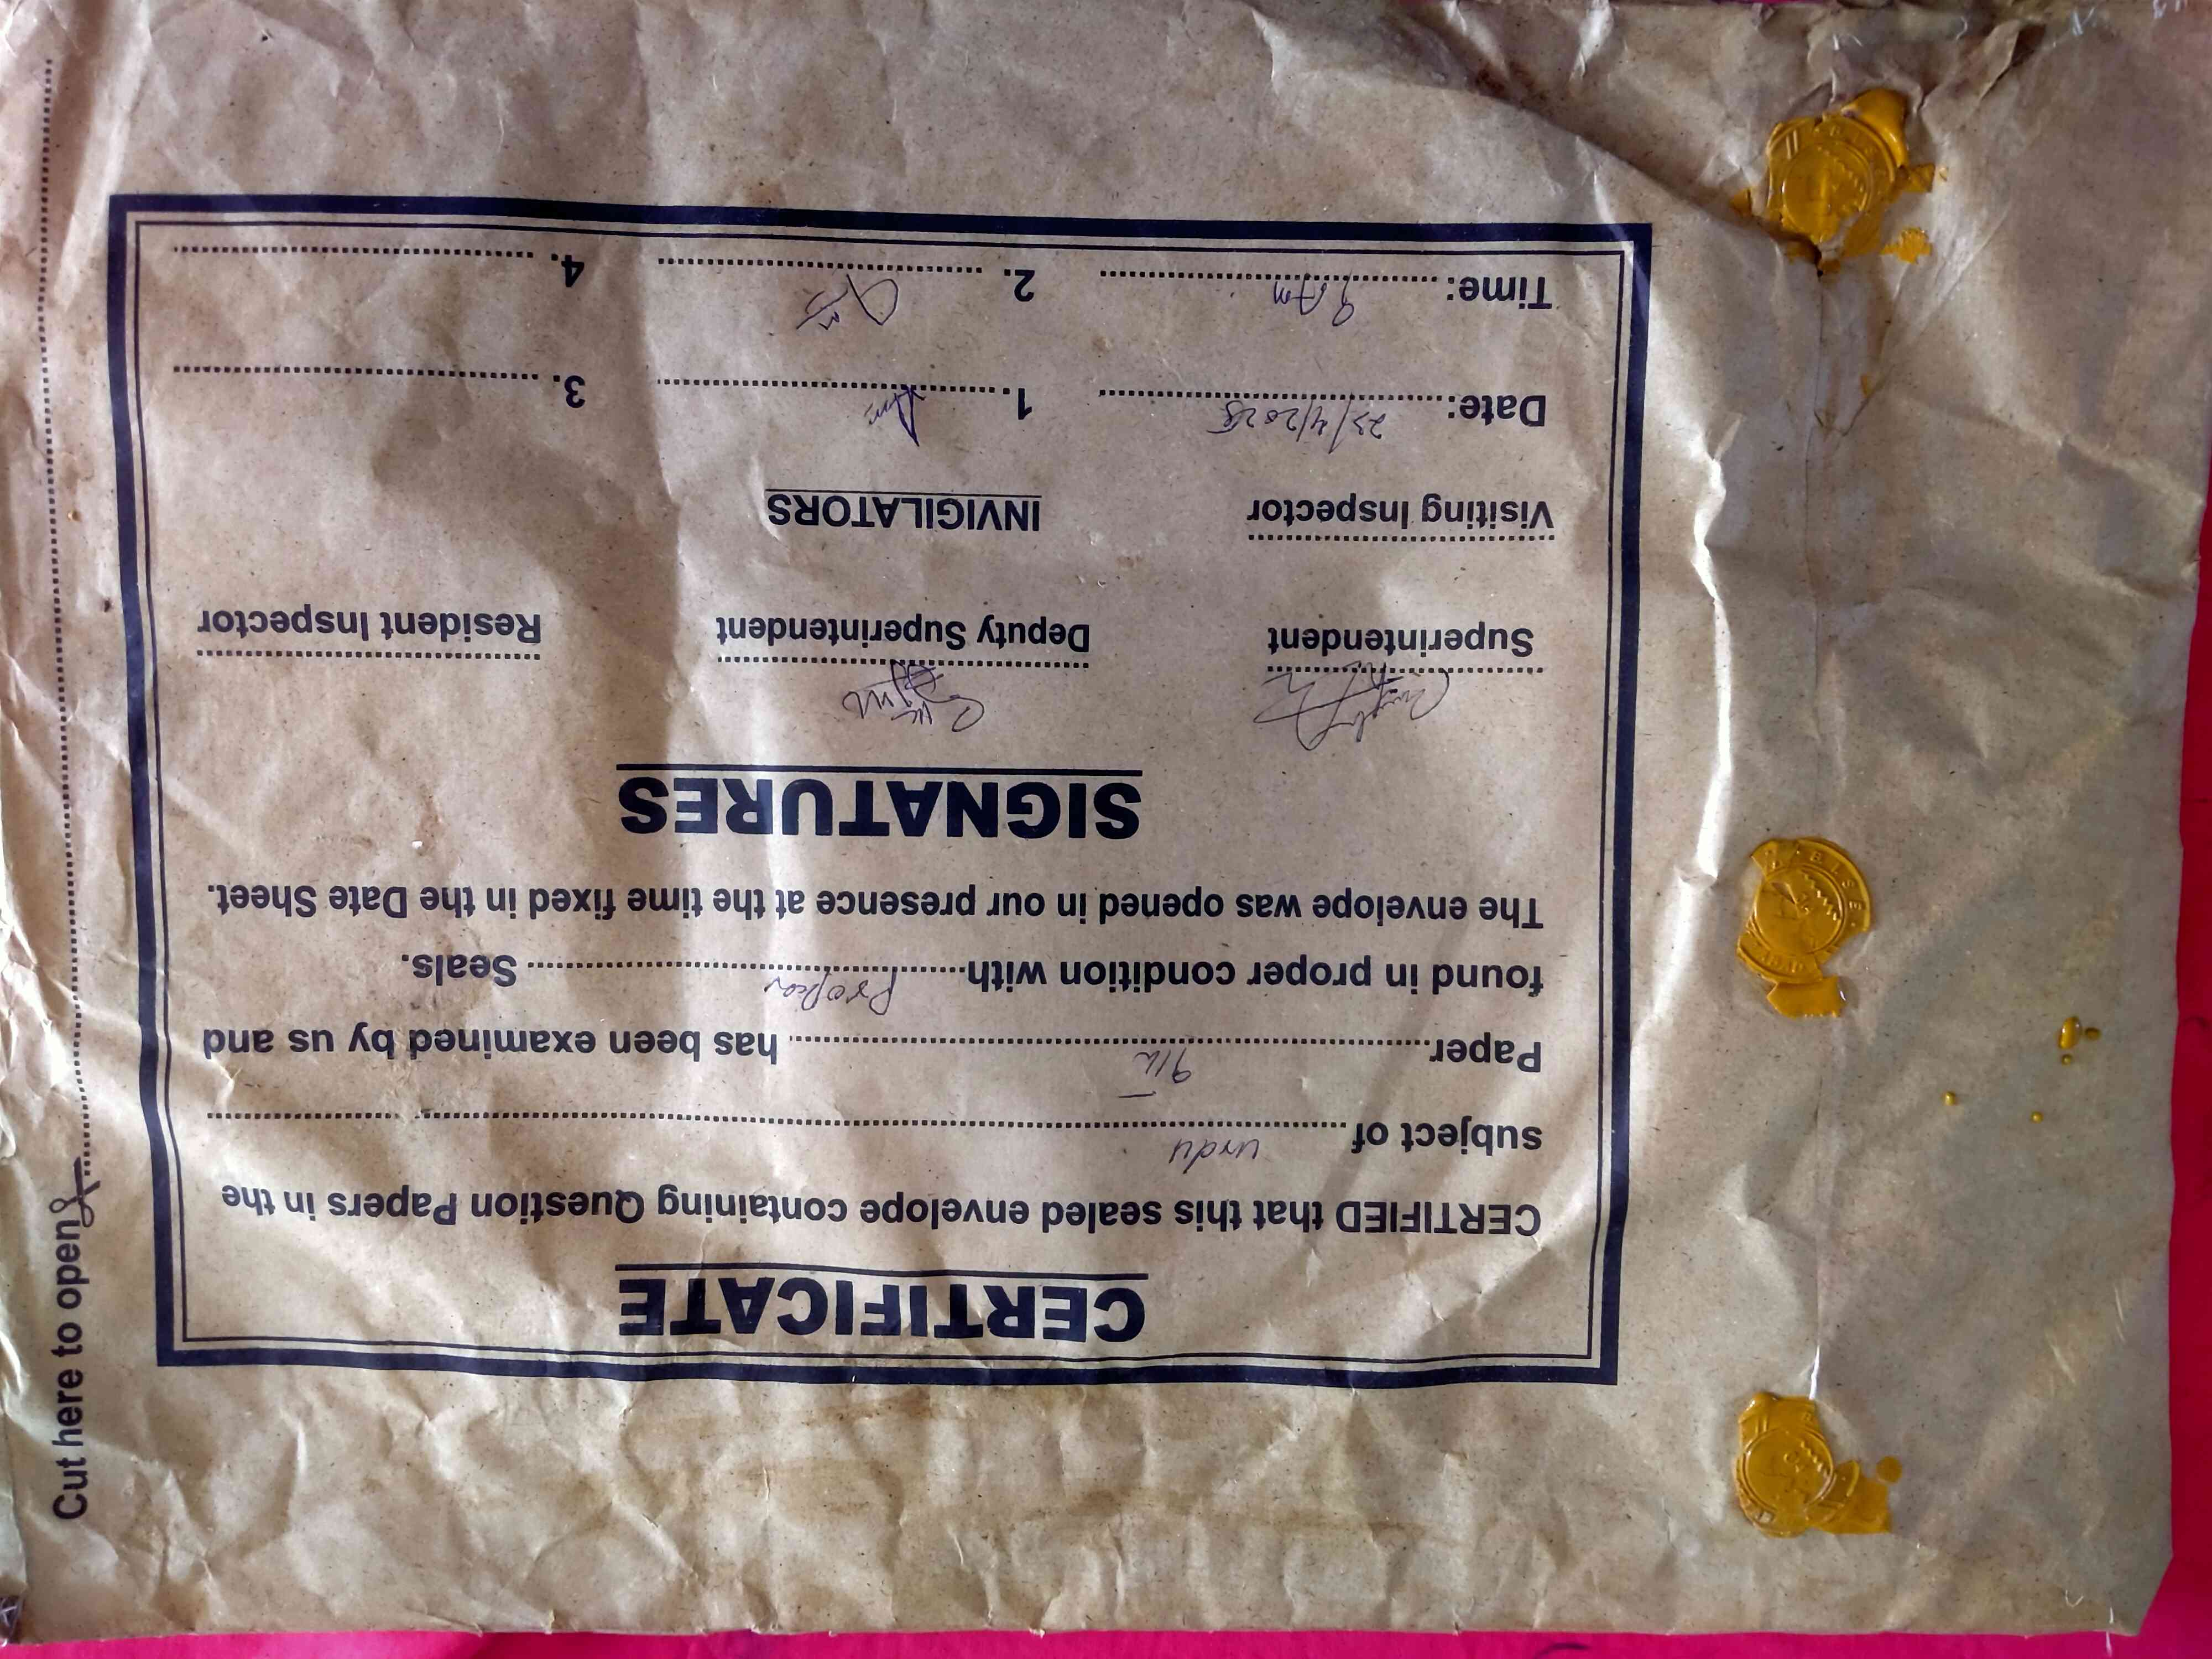 CERTIFICATE
CERTIFIED that this sealed envelope containing Question Papers in the
subject of urdu
Paper 9th has been examined by us and
found in proper condition with Proper Seals.
The envelope was opened in our presence at the time fixed in the Date Sheet.
SIGNATURES
Superintendent Deputy Superintendent Resident Inspector
Visiting Inspector INVIGILATORS
Date: 23/4/2025 1. 3.
Time: 9 Am 2. 4.
Cut here to open